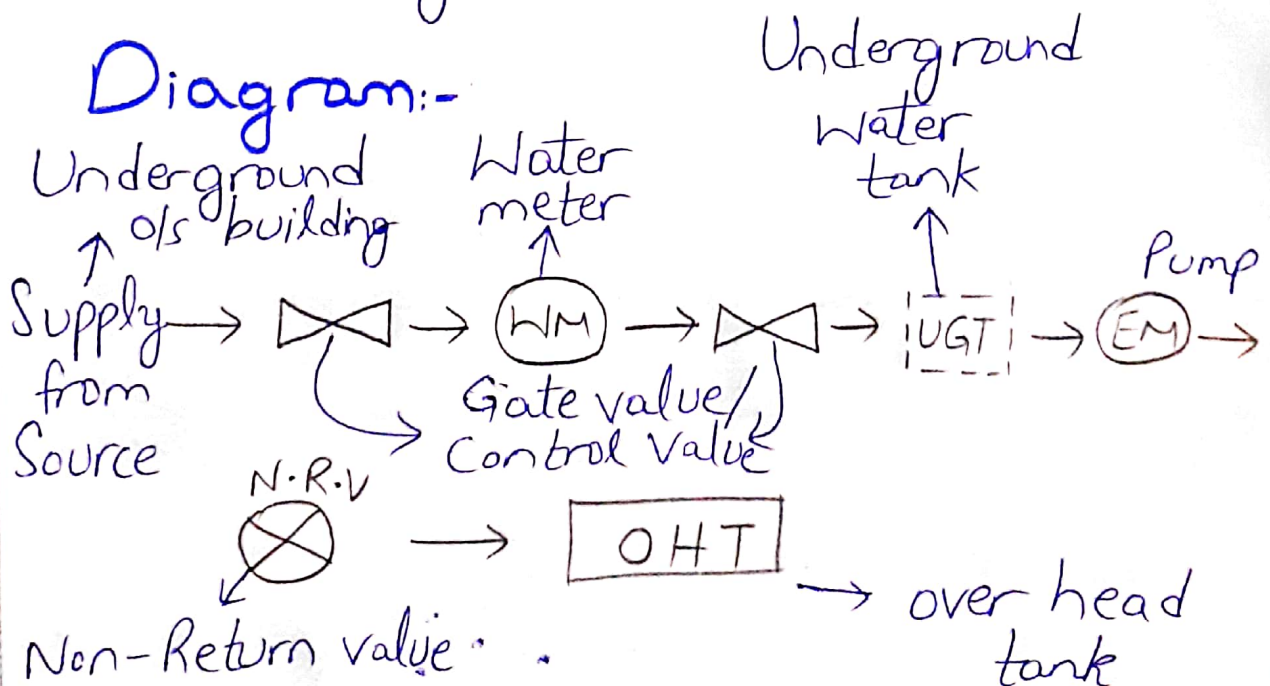 Diagram:-
Underground
o/s building
Water
meter
Underground
Water
tank
Pump
Supply
from
Source
WM
UGT
EM
Gate value/
Control Value
N.R.V
OHT
Non-Return value.
over head
tank